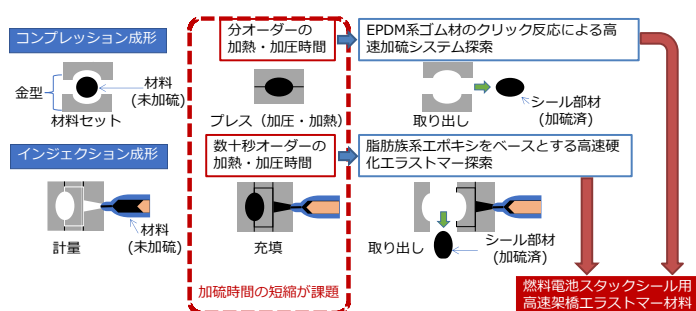 コンプレッション成形
分オーダーの
加熱・加圧時間
EPDM系ゴム材のクリック反応による高
速加硫システム探索
金型
材料
(未加硫)
材料セット
プレス（加圧・加熱）
取り出し
シール部材
(加硫済)
インジェクション成形
数十秒オーダーの
加熱・加圧時間
脂肪族系エポキシをベースとする高速硬
化エラストマー探索
材料
(未加硫)
計量
充填
取り出し
シール部材
(加硫済)
加硫時間の短縮が課題
燃料電池スタックシール用
高速架橋エラストマー材料